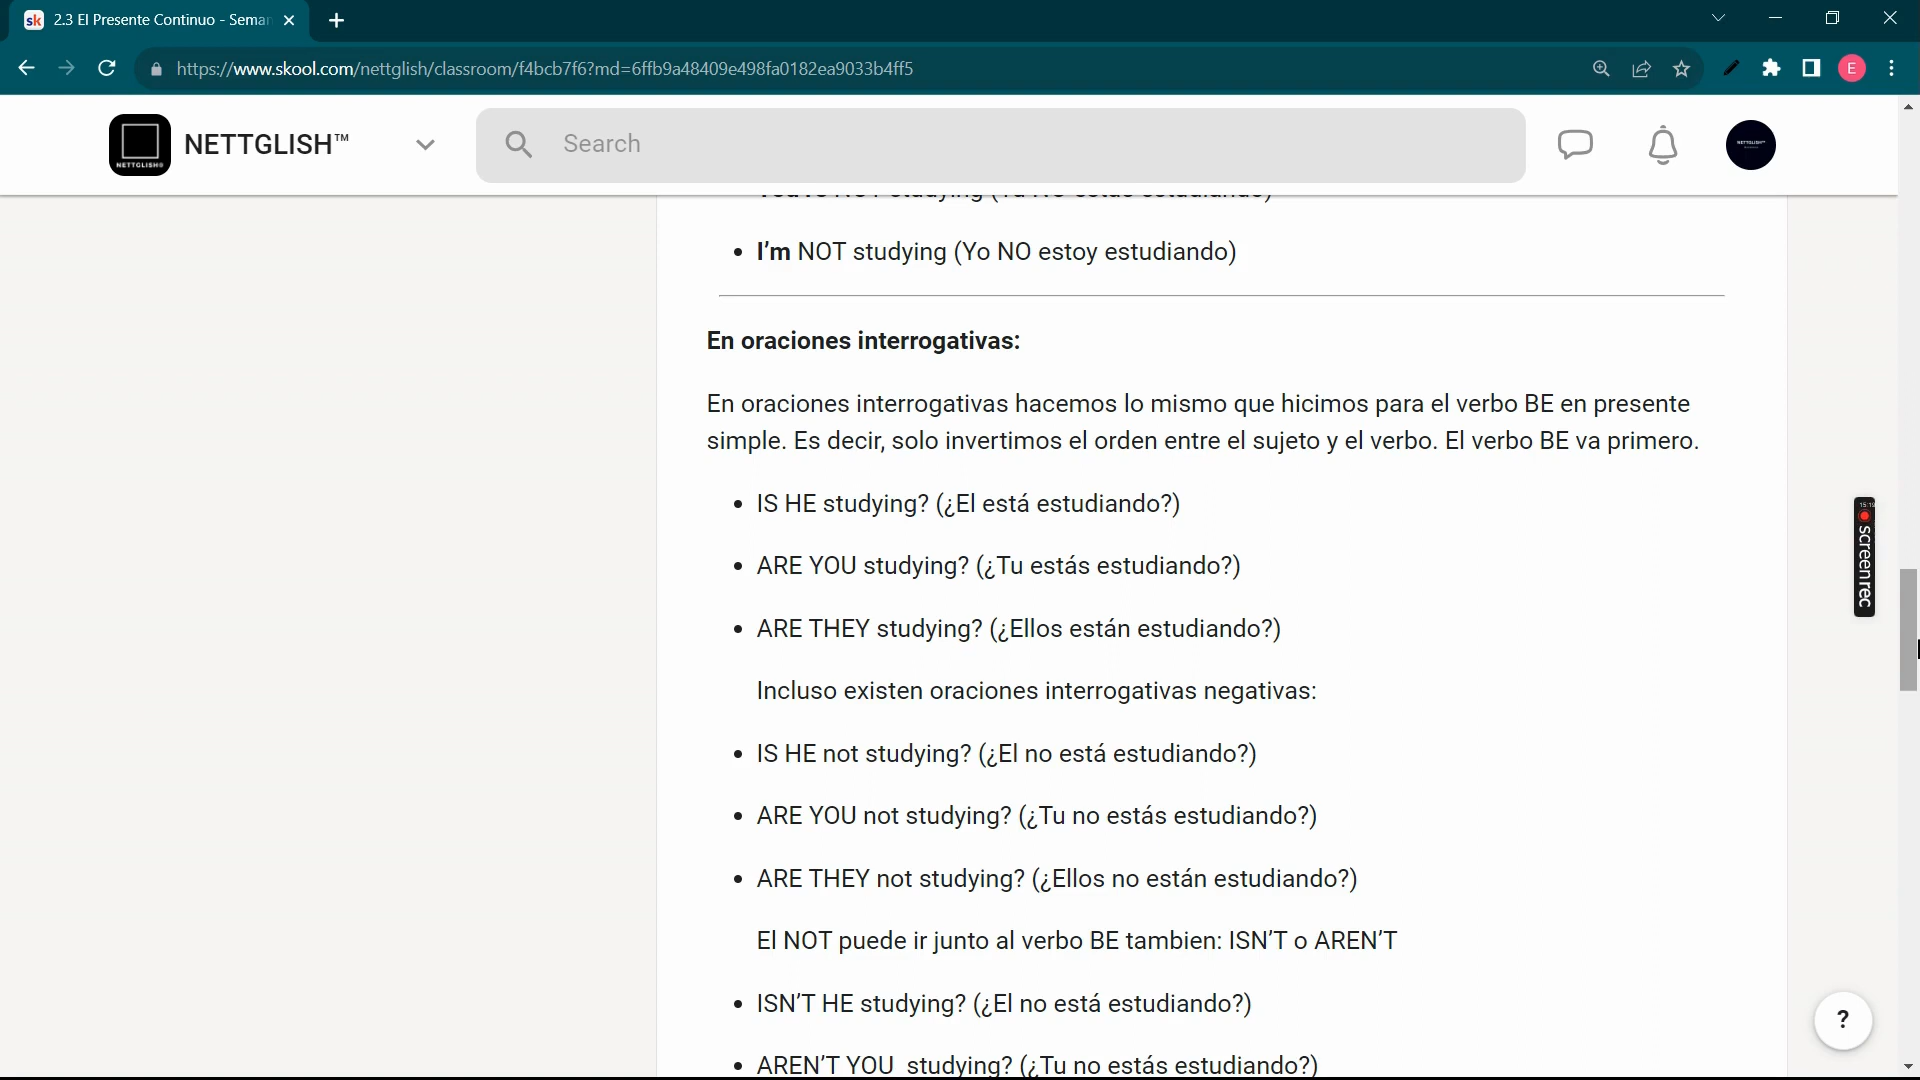 sk 2.3 El Presente Continuo - Seman
https://www.skool.com/nettglish/classroom/f4bcb7f6?md=6ffb9a48409e498fa0182ea9033b4ff5
E
NETTGLISH™
Search
• I'm NOT studying (Yo NO estoy estudiando)
En oraciones interrogativas:
En oraciones interrogativas hacemos lo mismo que hicimos para el verbo BE en presente
simple. Es decir, solo invertimos el orden entre el sujeto y el verbo. El verbo BE va primero.
• IS HE studying? (¿El está estudiando?)
• ARE YOU studying? (¿Tu estás estudiando?)
• ARE THEY studying? (¿Ellos están estudiando?)
Incluso existen oraciones interrogativas negativas:
• IS HE not studying? (¿El no está estudiando?)
• ARE YOU not studying? (¿Tu no estás estudiando?)
• ARE THEY not studying? (¿Ellos no están estudiando?)
El NOT puede ir junto al verbo BE tambien: ISN'T o AREN'T
• ISN'T HE studying? (¿El no está estudiando?)
• AREN'T YOU  studying? (¿Tu no estás estudiando?)
screenrec
?